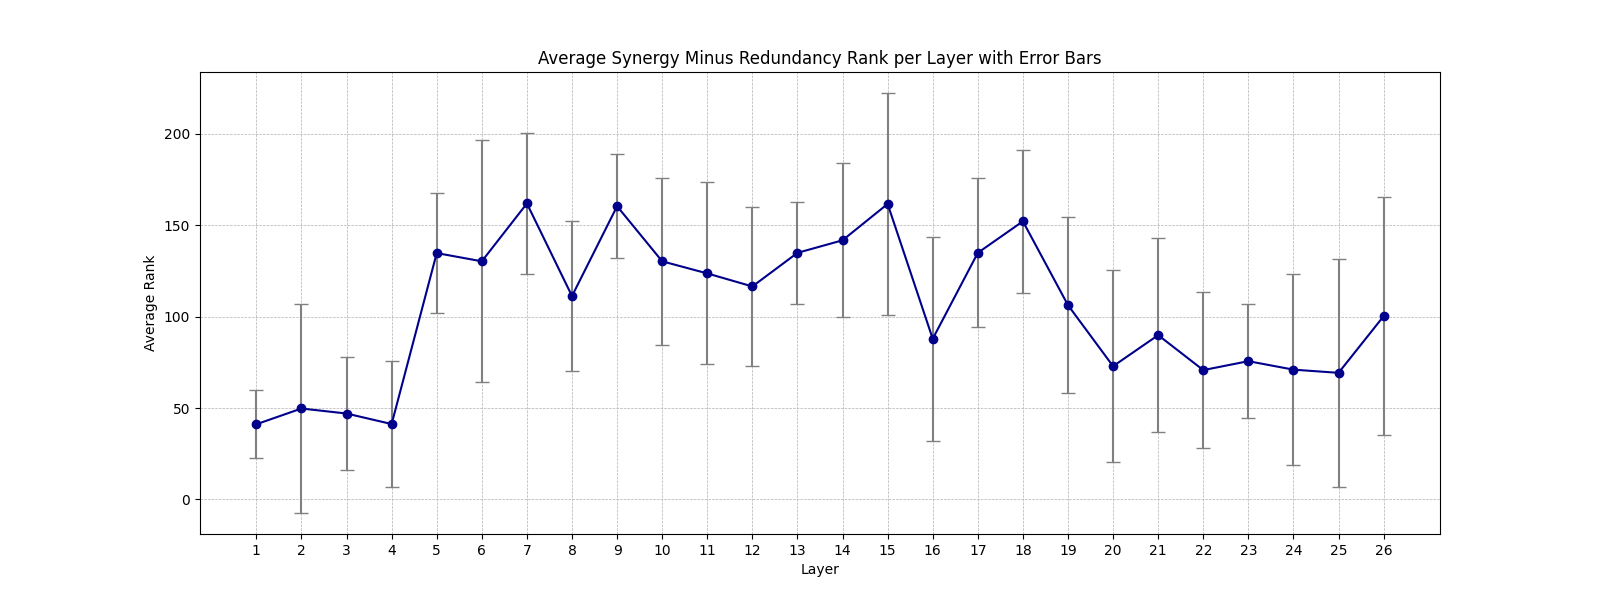 Average Synergy Minus Redundancy Rank per Layer with Error Bars
Average Rank
200
150
100
50
0
1 2 3 4 5 6 7 8 9 10 11 12 13 14 15 16 17 18 19 20 21 22 23 24 25 26
Layer